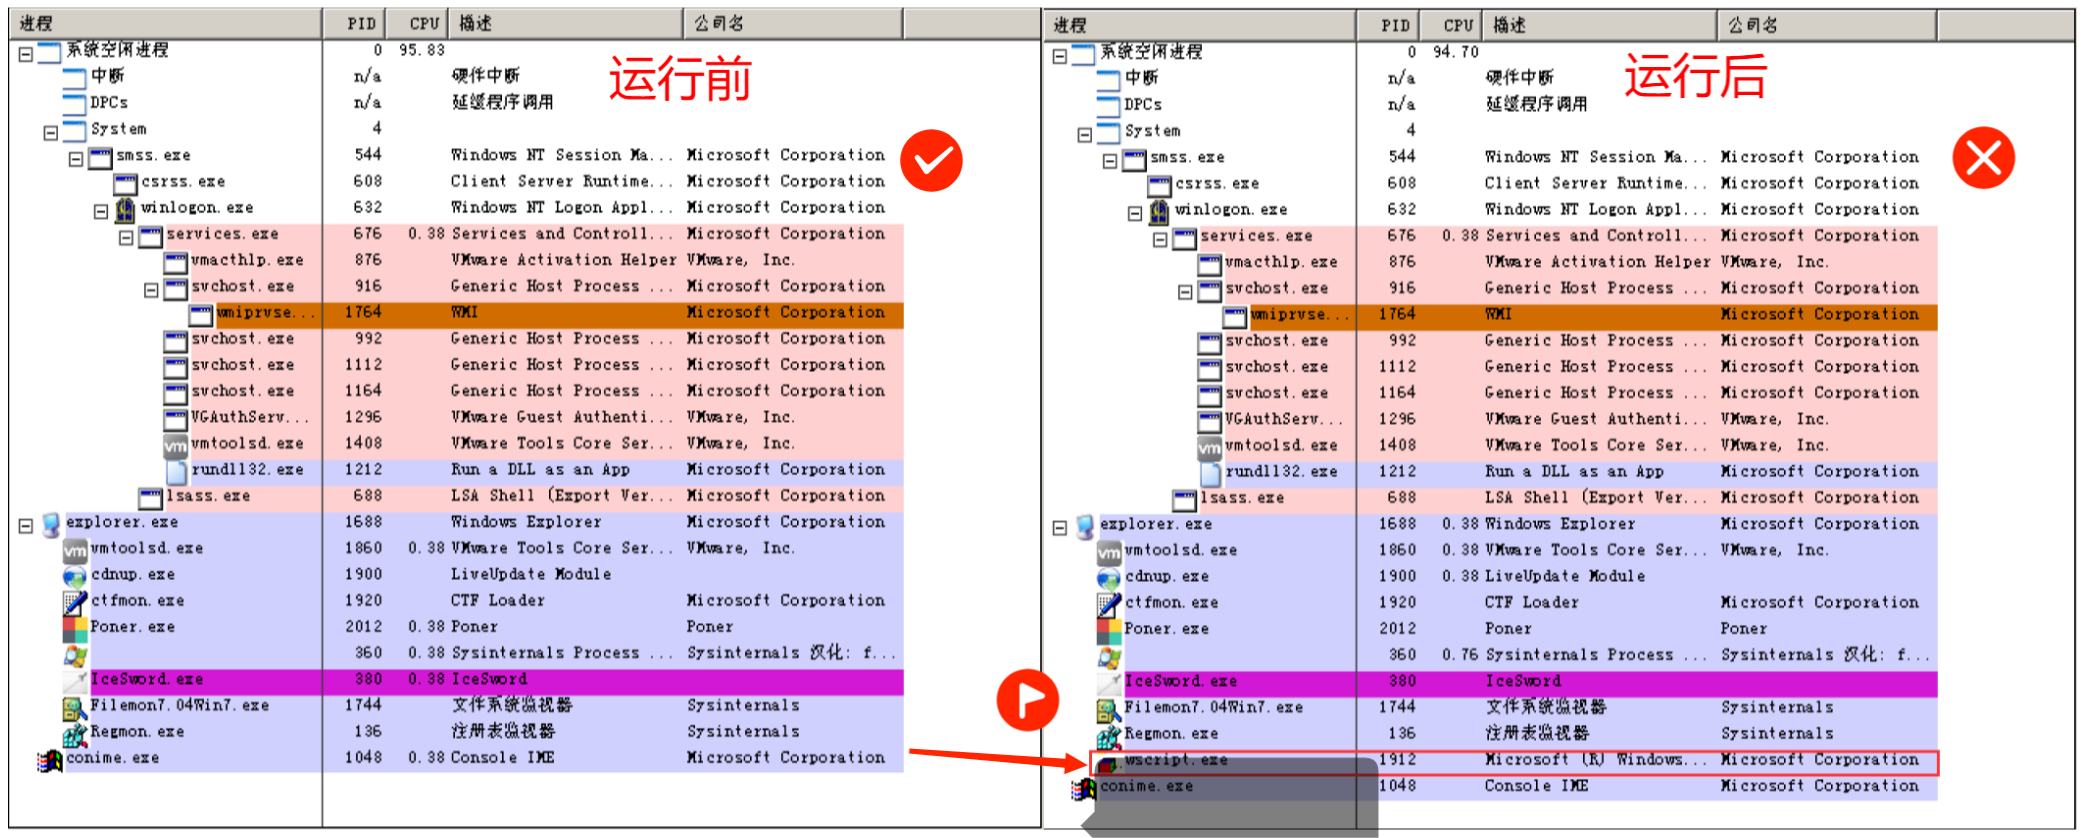 进程 PID CPU 描述 公司名
系统空闲进程 0 95.83
中断 n/a 硬件中断
运行前
DPCs n/a 延缓程序调用
System 4
smss.exe 544 Windows NT Session Ma... Microsoft Corporation
csrss.exe 608 Client Server Runtime... Microsoft Corporation
winlogon.exe 632 Windows NT Logon Appl... Microsoft Corporation
services.exe 676 0.38 Services and Controll... Microsoft Corporation
vmacthlp.exe 876 VMware Activation Helper VMware, Inc.
svchost.exe 916 Generic Host Process ... Microsoft Corporation
wmiprvse... 1764 WMI Microsoft Corporation
svchost.exe 992 Generic Host Process ... Microsoft Corporation
svchost.exe 1112 Generic Host Process ... Microsoft Corporation
svchost.exe 1164 Generic Host Process ... Microsoft Corporation
VGAuthServ... 1296 VMware Guest Authenti... VMware, Inc.
vm vmtoolsd.exe 1408 VMware Tools Core Ser... VMware, Inc.
rundll32.exe 1212 Run a DLL as an App Microsoft Corporation
lsass.exe 688 LSA Shell (Export Ver... Microsoft Corporation
explorer.exe 1688 Windows Explorer Microsoft Corporation
vm vmtoolsd.exe 1860 0.38 VMware Tools Core Ser... VMware, Inc.
cdnup.exe 1900 LiveUpdate Module
ctfmon.exe 1920 CTF Loader Microsoft Corporation
Poner.exe 2012 0.38 Poner Poner
360 0.38 Sysinternals Process ... Sysinternals 汉化: f...
IceSword.exe 380 0.38 IceSword
Filemon7.04Win7.exe 1744 文件系统监视器 Sysinternals
Regmon.exe 136 注册表监视器 Sysinternals
conime.exe 1048 0.38 Console IME Microsoft Corporation
进程 PID CPU 描述 公司名
系统空闲进程 0 94.70
中断 n/a 硬件中断
运行后
DPCs n/a 延缓程序调用
System 4
smss.exe 544 Windows NT Session Ma... Microsoft Corporation
csrss.exe 608 Client Server Runtime... Microsoft Corporation
winlogon.exe 632 Windows NT Logon Appl... Microsoft Corporation
services.exe 676 0.38 Services and Controll... Microsoft Corporation
vmacthlp.exe 876 VMware Activation Helper VMware, Inc.
svchost.exe 916 Generic Host Process ... Microsoft Corporation
wmiprvse... 1764 WMI Microsoft Corporation
svchost.exe 992 Generic Host Process ... Microsoft Corporation
svchost.exe 1112 Generic Host Process ... Microsoft Corporation
svchost.exe 1164 Generic Host Process ... Microsoft Corporation
VGAuthServ... 1296 VMware Guest Authenti... VMware, Inc.
vm vmtoolsd.exe 1408 VMware Tools Core Ser... VMware, Inc.
rundll32.exe 1212 Run a DLL as an App Microsoft Corporation
lsass.exe 688 LSA Shell (Export Ver... Microsoft Corporation
explorer.exe 1688 0.38 Windows Explorer Microsoft Corporation
vm vmtoolsd.exe 1860 0.38 VMware Tools Core Ser... VMware, Inc.
cdnup.exe 1900 0.38 LiveUpdate Module
ctfmon.exe 1920 CTF Loader Microsoft Corporation
Poner.exe 2012 Poner Poner
360 0.76 Sysinternals Process ... Sysinternals 汉化: f...
IceSword.exe 380 IceSword
Filemon7.04Win7.exe 1744 文件系统监视器 Sysinternals
Regmon.exe 136 注册表监视器 Sysinternals
wscript.exe 1912 Microsoft (R) Windows... Microsoft Corporation
conime.exe 1048 Console IME Microsoft Corporation